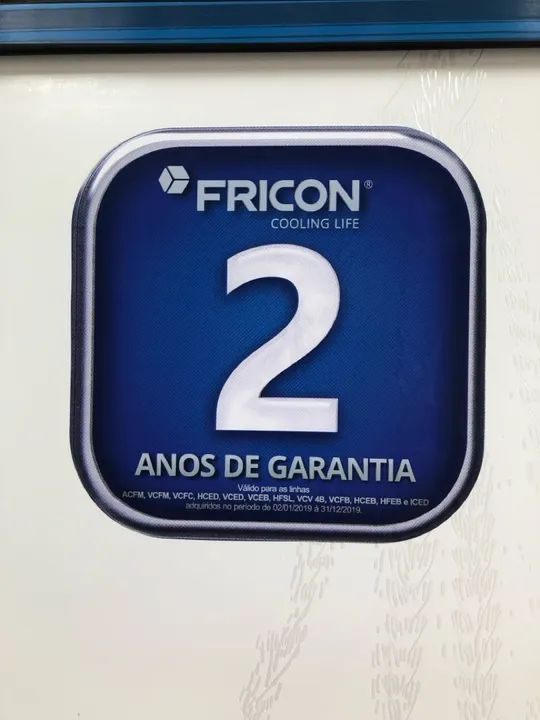 FRICON®
COOLING LIFE
2
ANOS DE GARANTIA
Válido para as linhas
ACFM, VCFM, VCFC, HCED, VCED, VCEB, HFSL, VCV 4B, VCFB, HCEB, HFEB e ICED
adquiridos no período de 02/01/2019 à 31/12/2019.